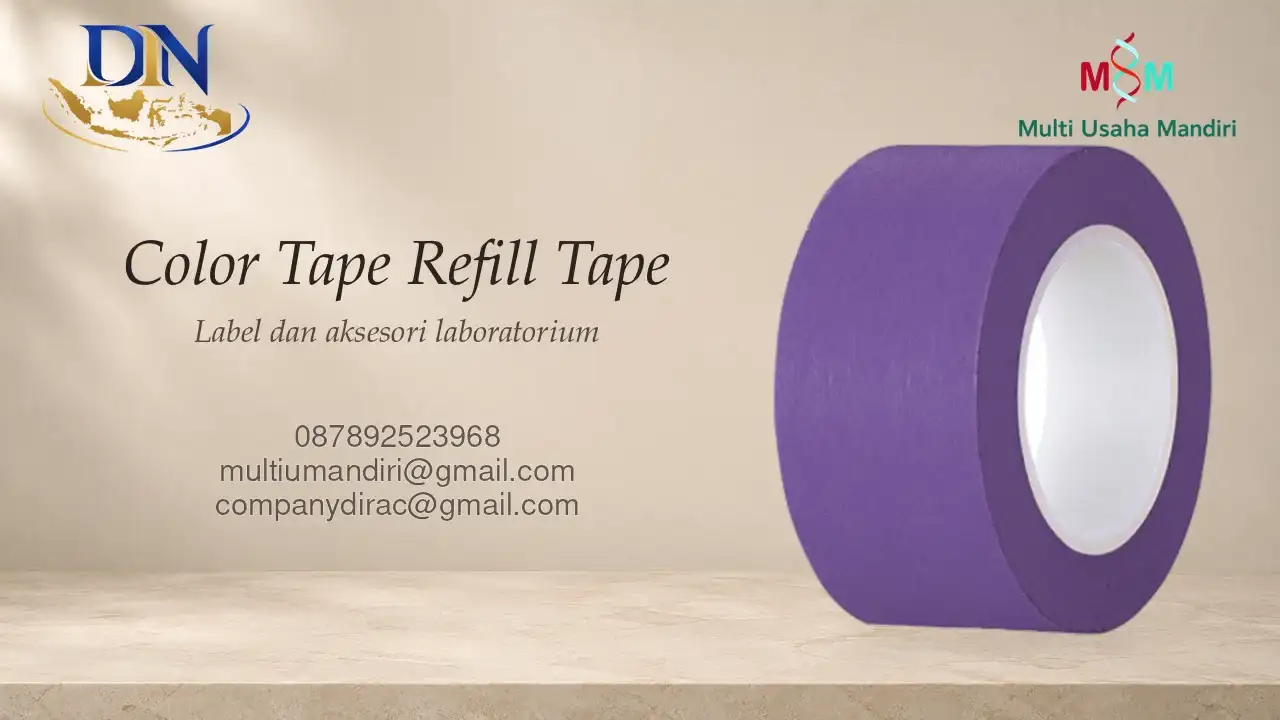 DN
M M
Multi Usaha Mandiri
Color Tape Refill Tape
Label dan aksesori laboratorium
087892523968
multiumandiri@gmail.com
companydirac@gmail.com